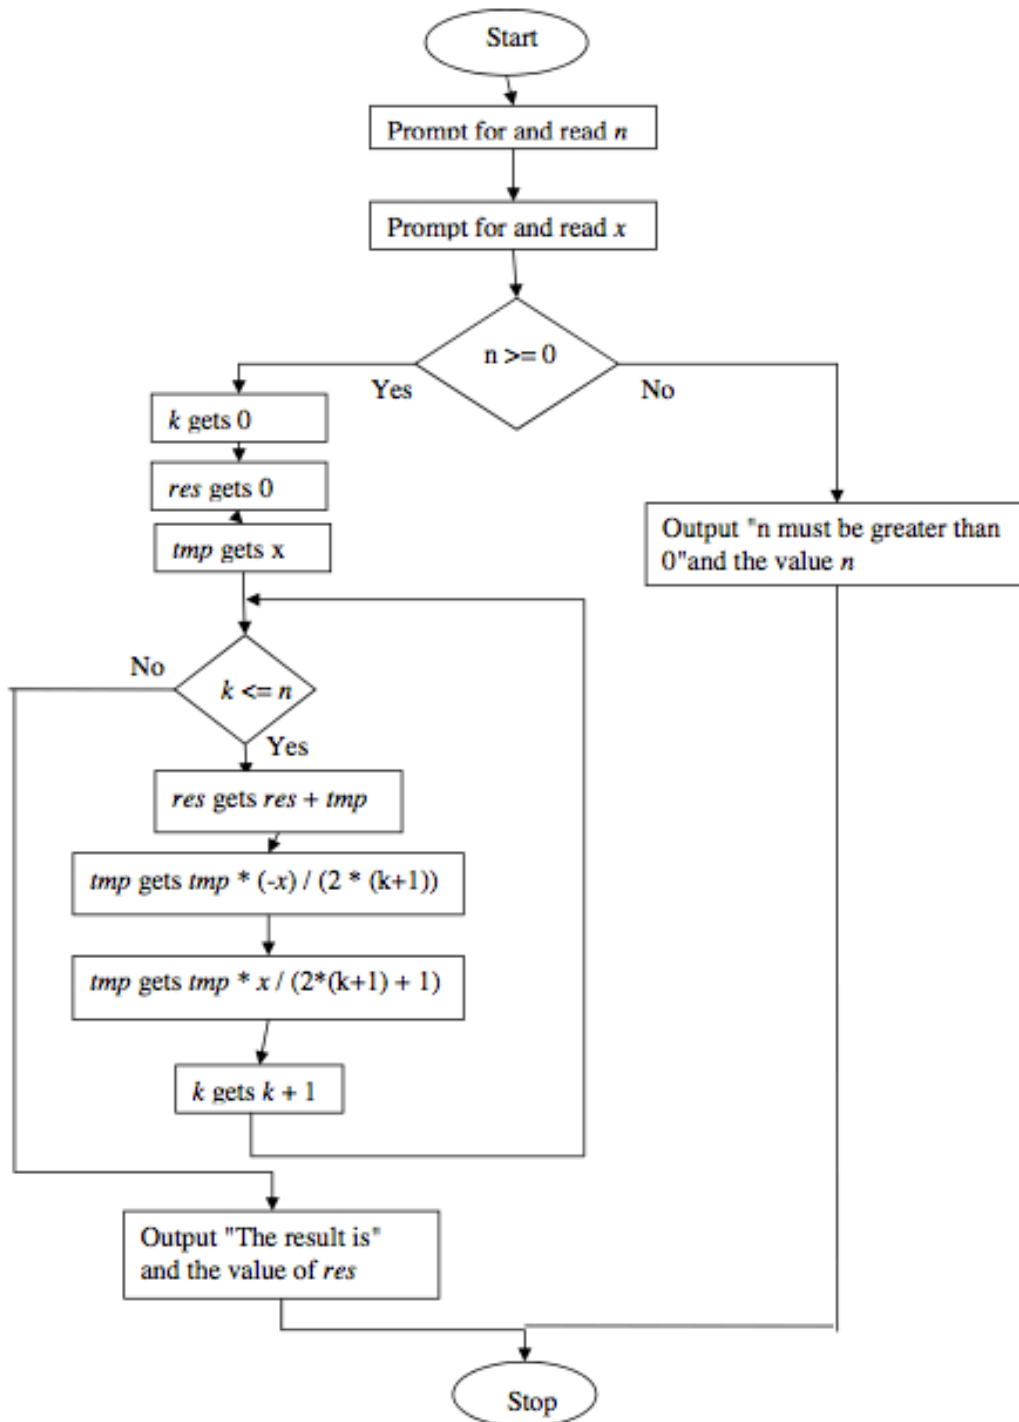 Start
Prompt for and read n
Prompt for and read x
n >= 0
Yes
No
k gets 0
res gets 0
tmp gets x
Output "n must be greater than
0"and the value n
No
k <= n
Yes
res gets res + tmp
tmp gets tmp * (-x) / (2 * (k+1))
tmp gets tmp * x / (2*(k+1) + 1)
k gets k + 1
Output "The result is"
and the value of res
Stop